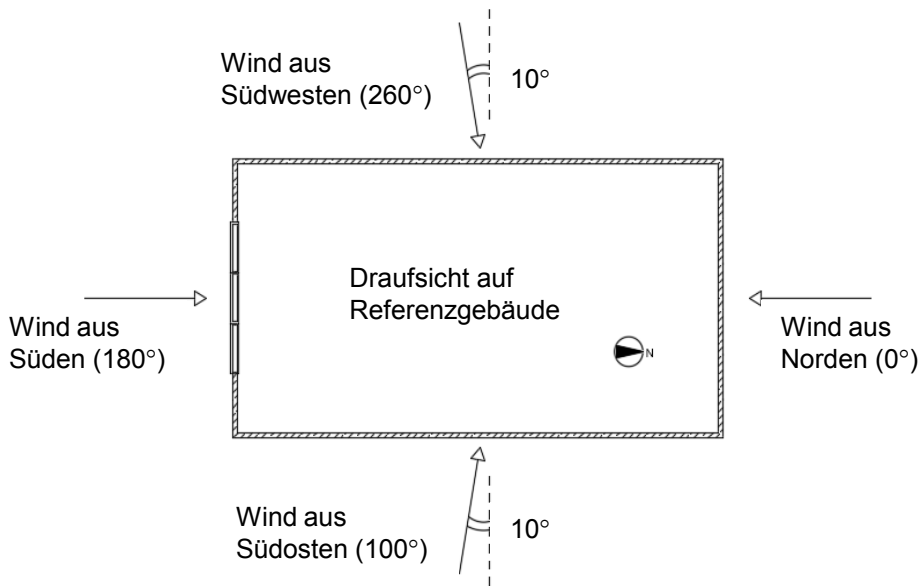 Wind aus
Südwesten (260°)
10°
Draufsicht auf
Referenzgebäude
N
Wind aus
Süden (180°)
Wind aus
Norden (0°)
Wind aus
Südosten (100°)
10°